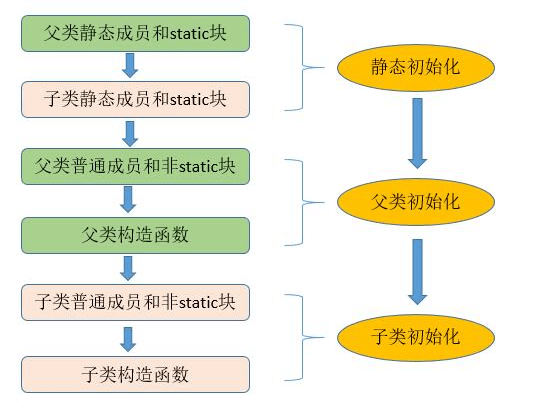 父类静态成员和static块
子类静态成员和static块
父类普通成员和非static块
父类构造函数
子类普通成员和非static块
子类构造函数
静态初始化
父类初始化
子类初始化